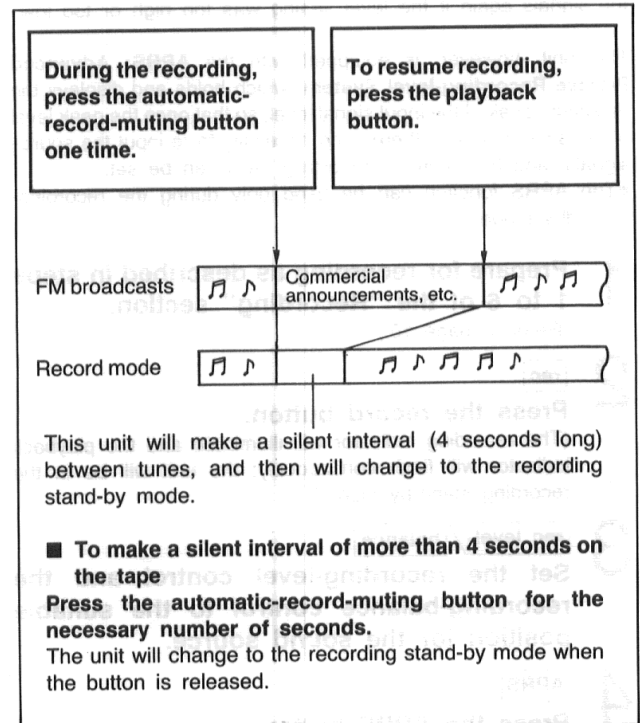 During the recording,
press the automatic-
record-muting button
one time.
To resume recording,
press the playback
button.
FM broadcasts
Commercial
announcements, etc.
Record mode
This unit will make a silent interval (4 seconds long)
between tunes, and then will change to the recording
stand-by mode.
■ To make a silent interval of more than 4 seconds on
the tape
Press the automatic-record-muting button for the
necessary number of seconds.
The unit will change to the recording stand-by mode when
the button is released.